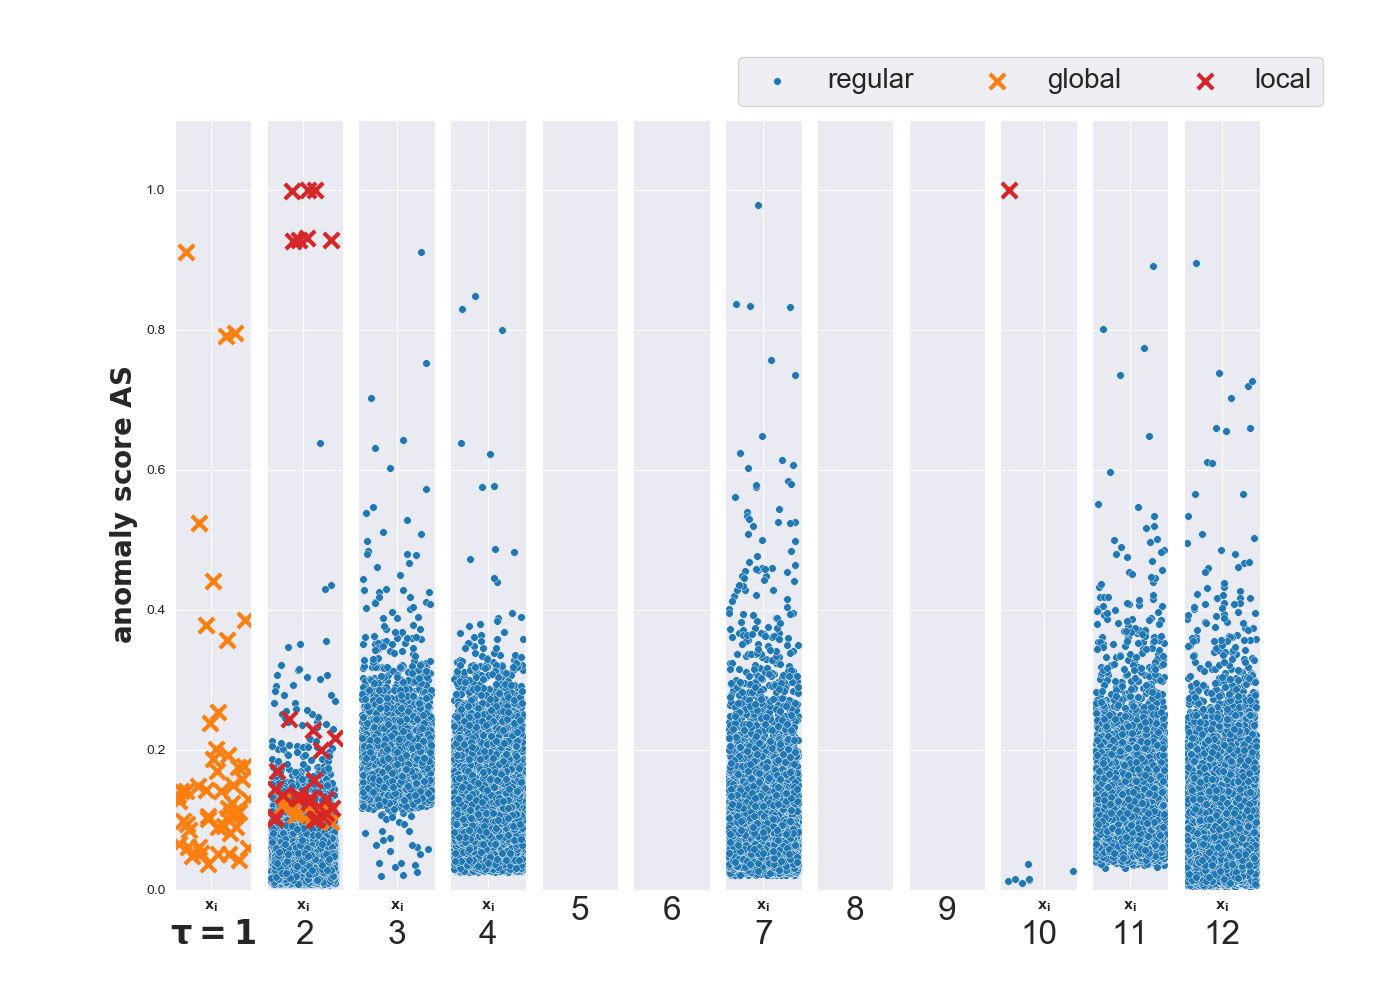 regular global local
1.0
0.8
0.6
0.4
0.2
0.0
anomaly score AS
xᵢ xᵢ xᵢ xᵢ xᵢ xᵢ xᵢ xᵢ
τ = 1 2 3 4 5 6 7 8 9 10 11 12